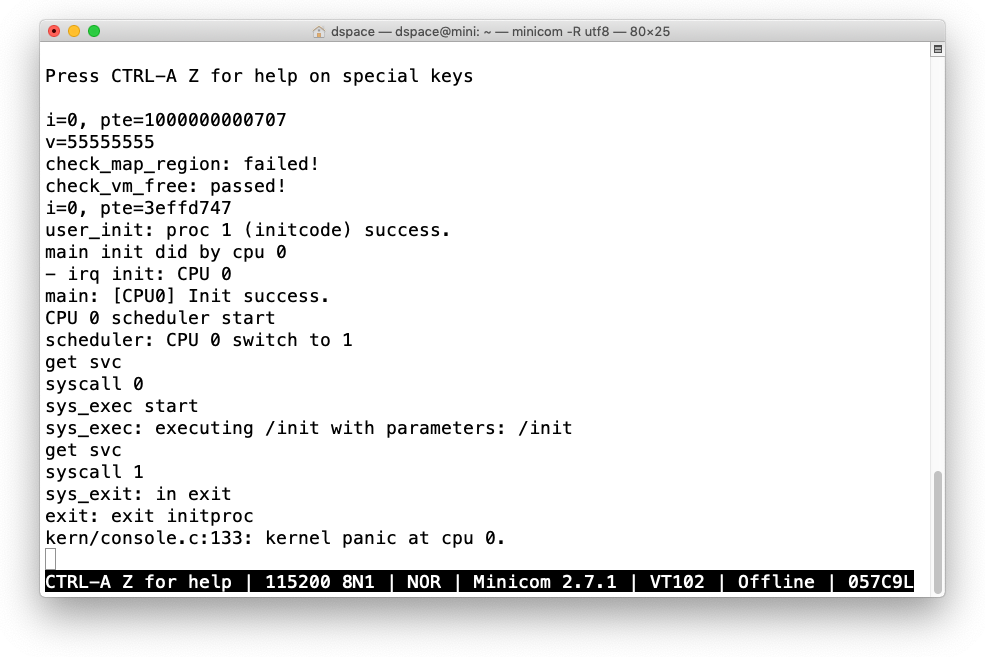 dspace — dspace@mini: ~ — minicom -R utf8 — 80×25
Press CTRL-A Z for help on special keys
i=0, pte=1000000000707
v=55555555
check_map_region: failed!
check_vm_free: passed!
i=0, pte=3effd747
user_init: proc 1 (initcode) success.
main init did by cpu 0
- irq init: CPU 0
main: [CPU0] Init success.
CPU 0 scheduler start
scheduler: CPU 0 switch to 1
get svc
syscall 0
sys_exec start
sys_exec: executing /init with parameters: /init
get svc
syscall 1
sys_exit: in exit
exit: exit initproc
kern/console.c:133: kernel panic at cpu 0.
CTRL-A Z for help | 115200 8N1 | NOR | Minicom 2.7.1 | VT102 | Offline | 057C9L